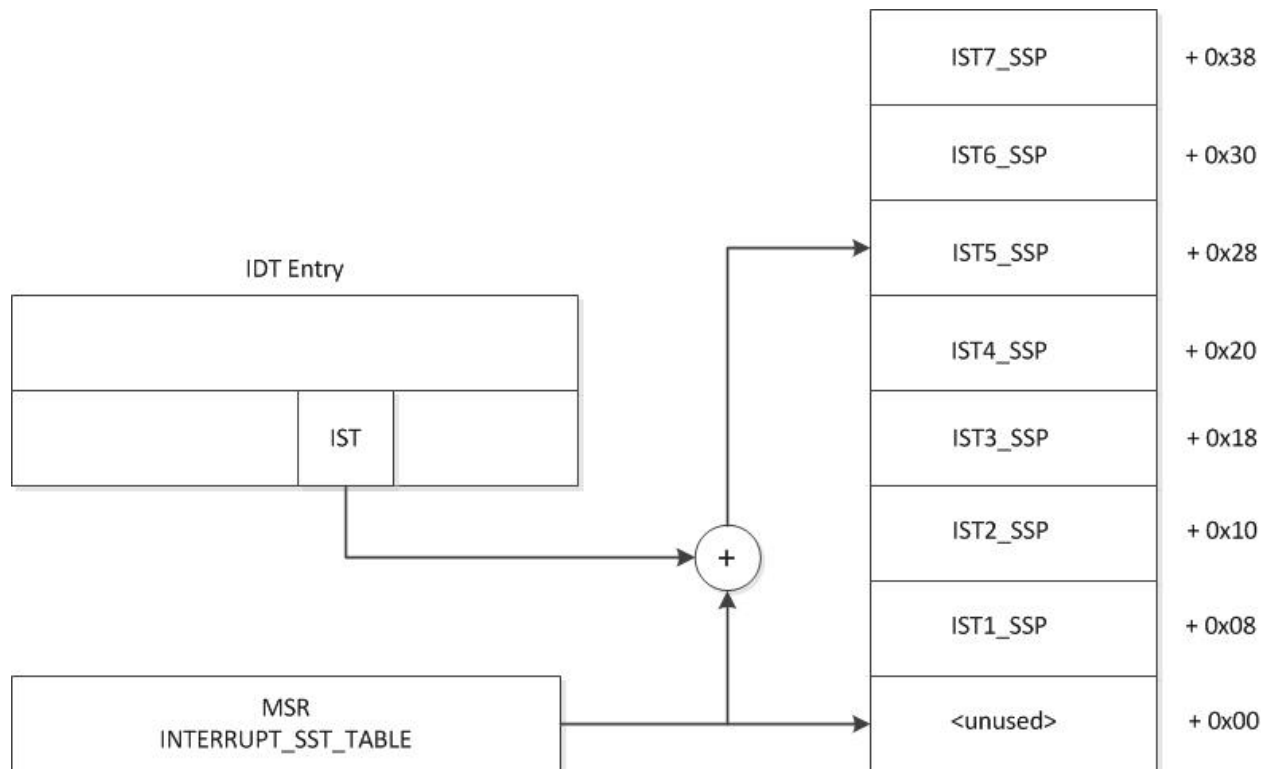 IST7_SSP + 0x38
IST6_SSP + 0x30
IST5_SSP + 0x28
IDT Entry
IST4_SSP + 0x20
IST IST3_SSP + 0x18
IST2_SSP + 0x10
+
IST1_SSP + 0x08
MSR
INTERRUPT_SST_TABLE
<unused> + 0x00